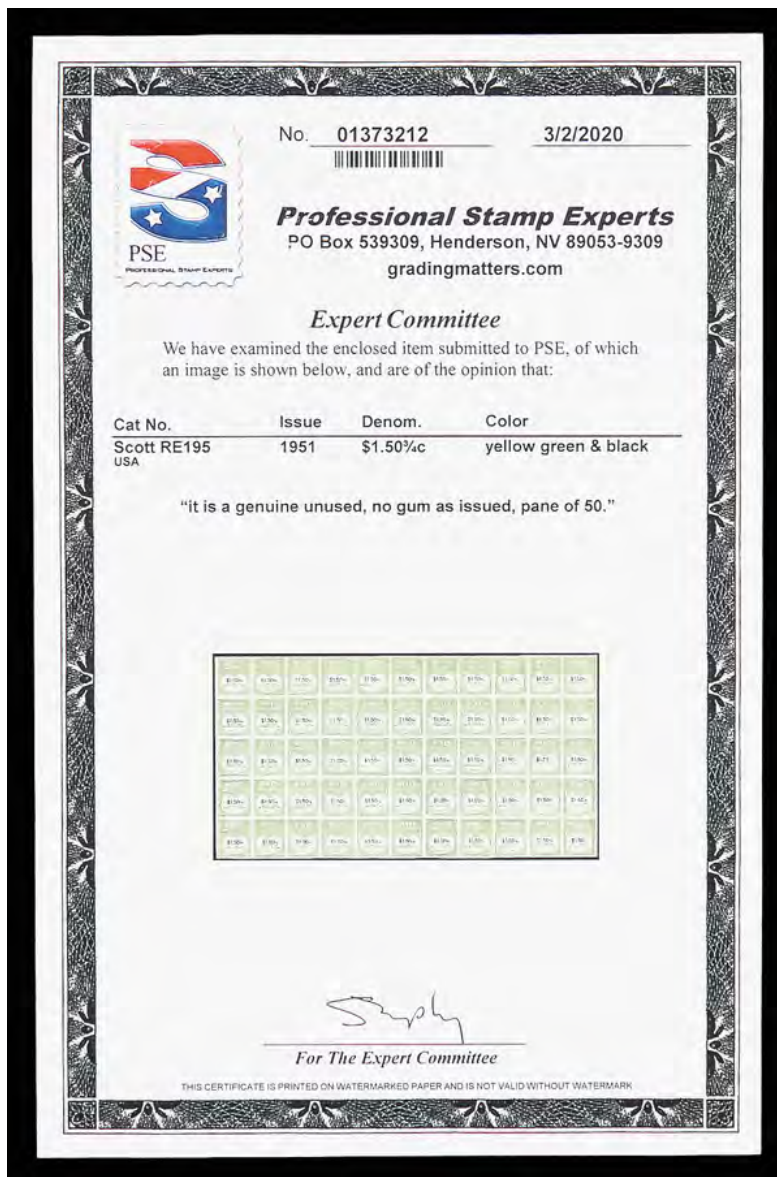 No. 01373212 3/2/2020
PSE
PROFESSIONAL STAMP EXPERTS
Professional Stamp Experts
PO Box 539309, Henderson, NV 89053-9309
gradingmatters.com
Expert Committee
We have examined the enclosed item submitted to PSE, of which
an image is shown below, and are of the opinion that:
Cat No. Issue Denom. Color
Scott RE195 1951 $1.50¾c yellow green & black
USA
“it is a genuine unused, no gum as issued, pane of 50.”
For The Expert Committee
THIS CERTIFICATE IS PRINTED ON WATERMARKED PAPER AND IS NOT VALID WITHOUT WATERMARK